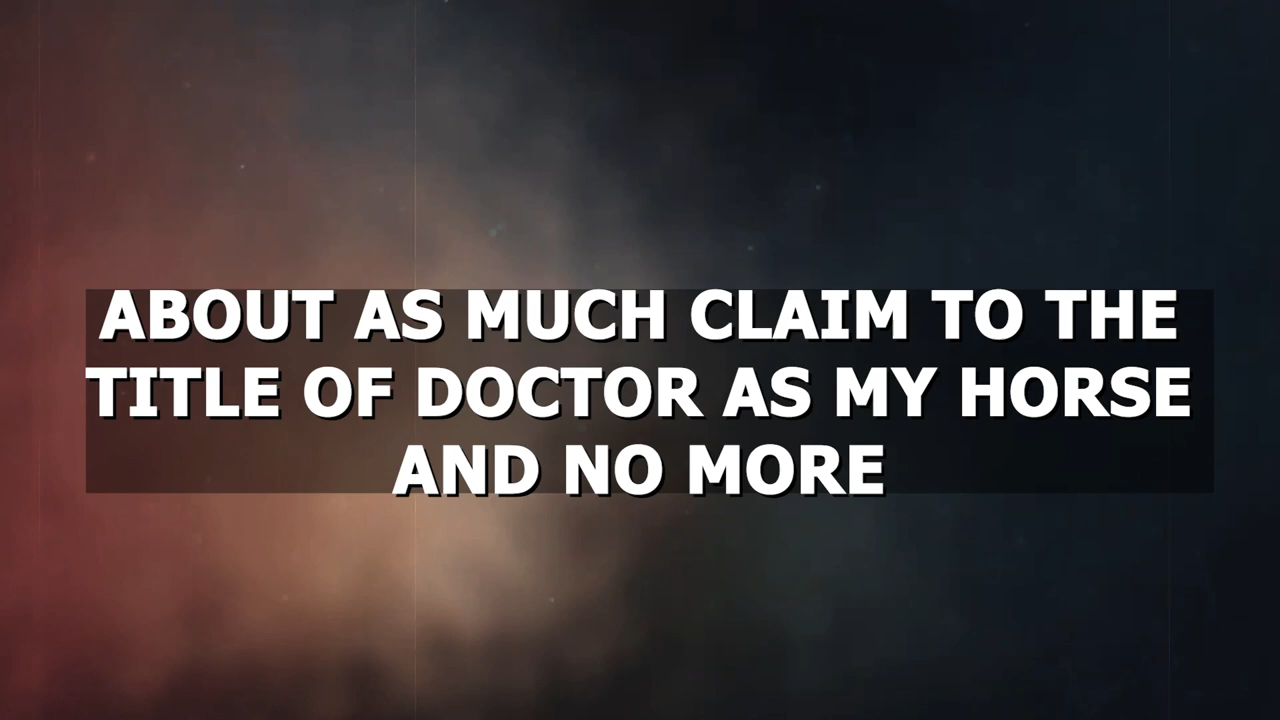 ABOUT AS MUCH CLAIM TO THE
TITLE OF DOCTOR AS MY HORSE
AND NO MORE